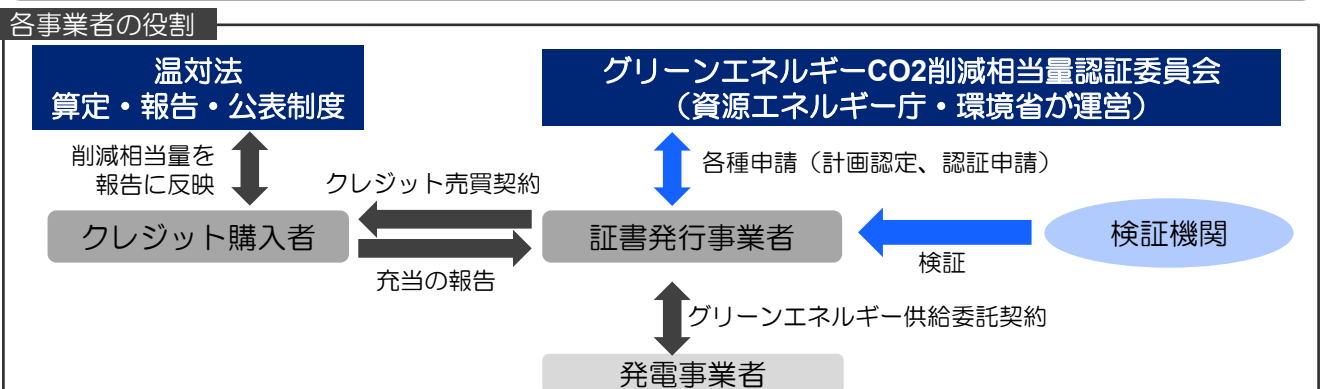 各事業者の役割
温対法
算定・報告・公表制度
グリーンエネルギーCO2削減相当量認証委員会
（資源エネルギー庁・環境省が運営）
削減相当量を
報告に反映
各種申請（計画認定、認証申請）
クレジット売買契約
クレジット購入者
証書発行事業者
検証機関
検証
充当の報告
グリーンエネルギー供給委託契約
発電事業者